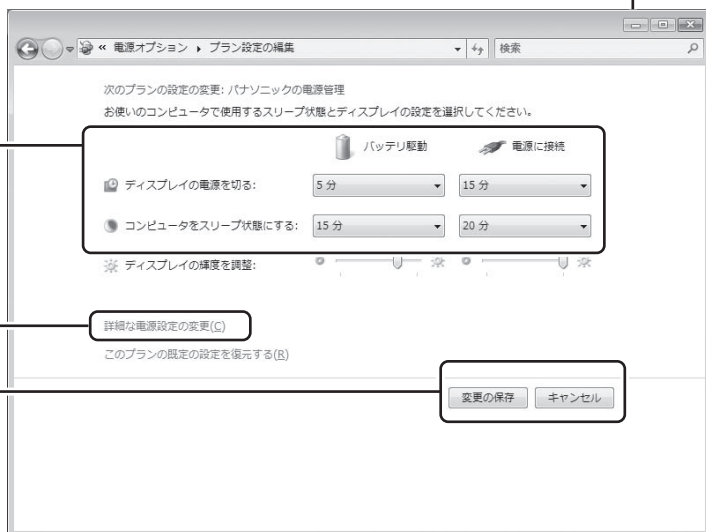 « 電源オプション ▸ プラン設定の編集 検索
次のプランの設定の変更: パナソニックの電源管理
お使いのコンピュータで使用するスリープ状態とディスプレイの設定を選択してください。
バッテリ駆動 電源に接続
ディスプレイの電源を切る: 5 分 15 分
コンピュータをスリープ状態にする: 15 分 20 分
ディスプレイの輝度を調整:
詳細な電源設定の変更(C)
このプランの既定の設定を復元する(R)
変更の保存 キャンセル